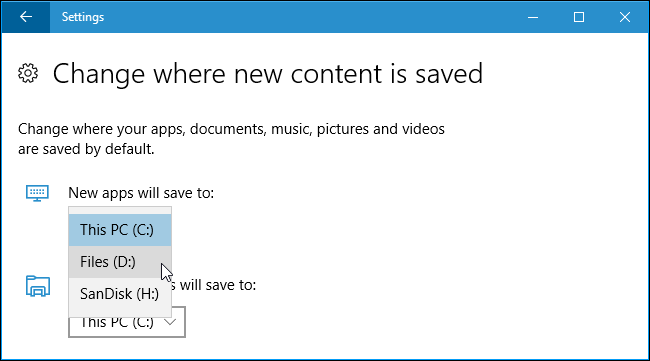 Settings
Change where new content is saved
Change where your apps, documents, music, pictures and videos
are saved by default.
New apps will save to:
This PC (C:)
Files (D:)
will save to:
SanDisk (H:)
This PC (C:)